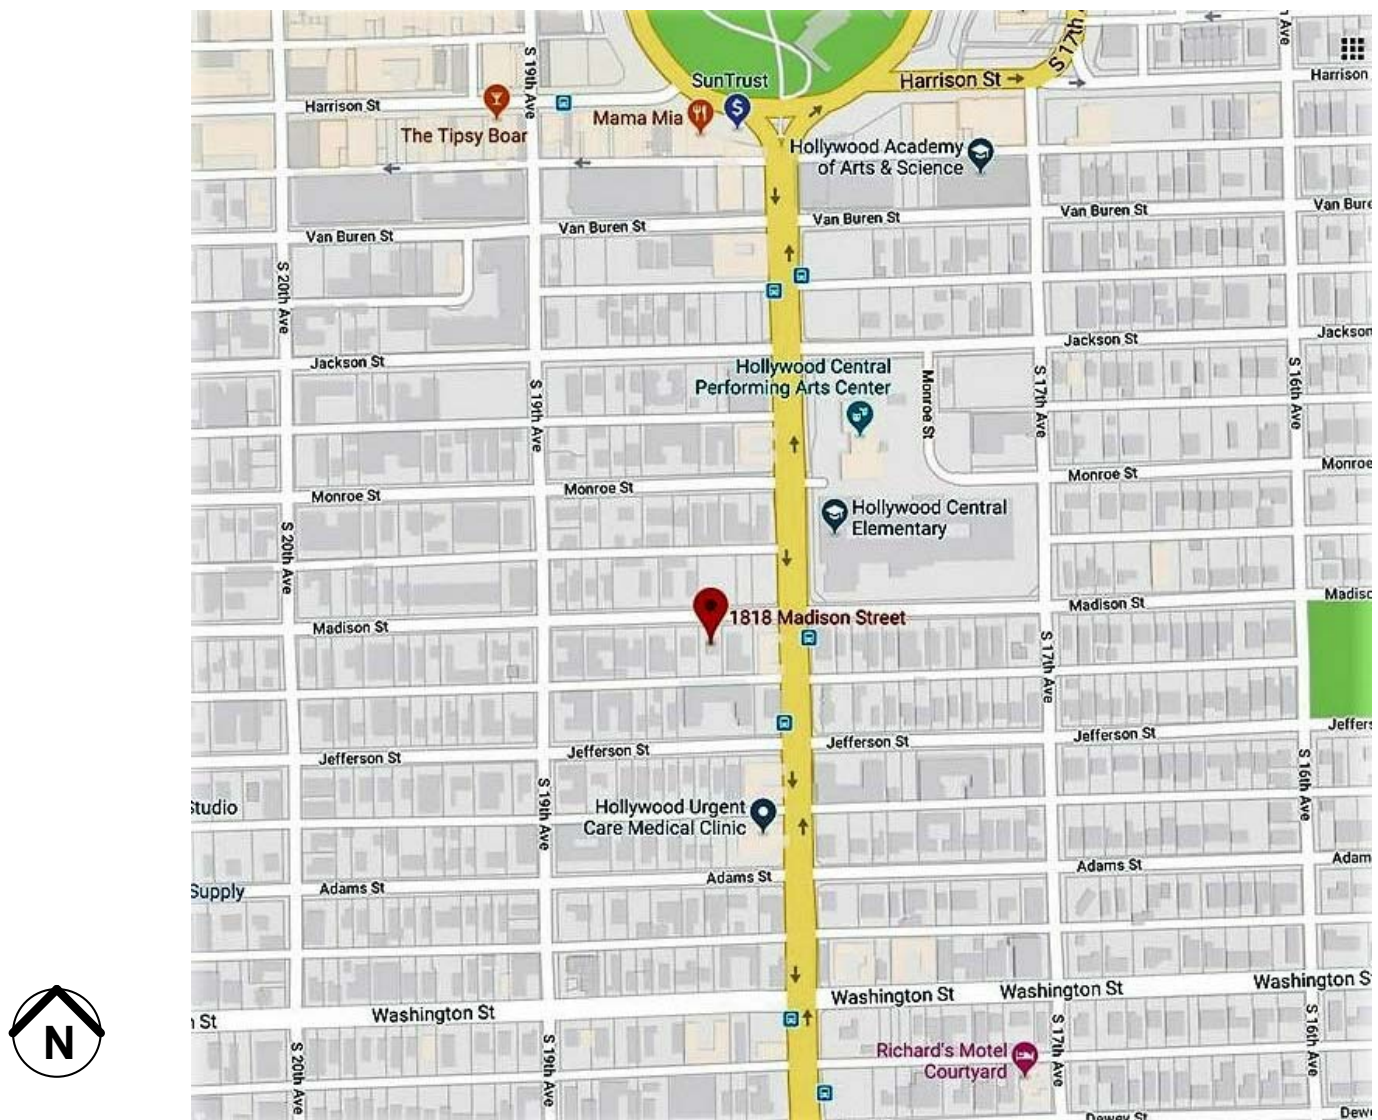 S 17th A
Ave
SunTrust
Harrison St
Harrison
S 19th Ave
Harrison St
The Tipsy Boar
Mama Mia
$
Hollywood Academy
of Arts & Science
Van Buren St
Van Buren St
Van Buren St
Van Buren St
Van Bure
S 20th Ave
Jackson St
Jackson St
Jackson
Hollywood Central
Performing Arts Center
S 19th Ave
Monroe St
S 17th Ave
S 16th Ave
Monroe St
Monroe St
Monroe St
Monroe
Hollywood Central
Elementary
S 20th Ave
1818 Madison Street
Madison St
Madison St
Madisc
S 17th Ave
Jefferson St
Jefferson St
Jefferson St
Jefferson St
Jeffers
Studio
S 19th Ave
Hollywood Urgent
Care Medical Clinic
S 16th Ave
Supply
Adams St
Adams St
Adams St
Adam
Washington St
Washington St
Washington St
Washington S
n St
N
S 20th Ave
S 19th Ave
Richard's Motel
Courtyard
S 17th Ave
S 16th Ave
Dewey St
Dewe